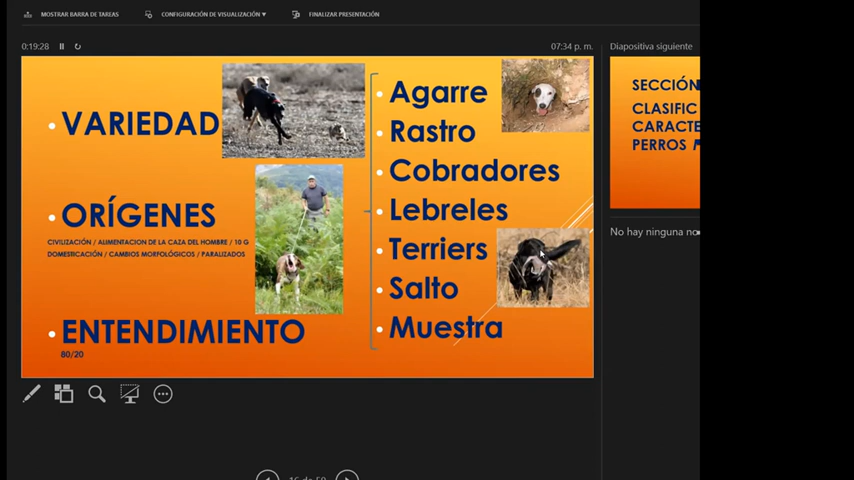 MOSTRAR BARRA DE TAREAS
CONFIGURACIÓN DE VISUALIZACIÓN ▼
FINALIZAR PRESENTACIÓN
0:19:28
07:34 p. m.
Diapositiva siguiente
• VARIEDAD
• ORÍGENES
CIVILIZACIÓN / ALIMENTACION DE LA CAZA DEL HOMBRE / 10 G
DOMESTICACIÓN / CAMBIOS MORFOLÓGICOS / PARALIZADOS
• ENTENDIMIENTO
80/20
• Agarre
• Rastro
• Cobradores
• Lebreles
• Terriers
• Salto
• Muestra
SECCIÓN
CLASIFIC
CARACTE
PERROS
No hay ninguna no